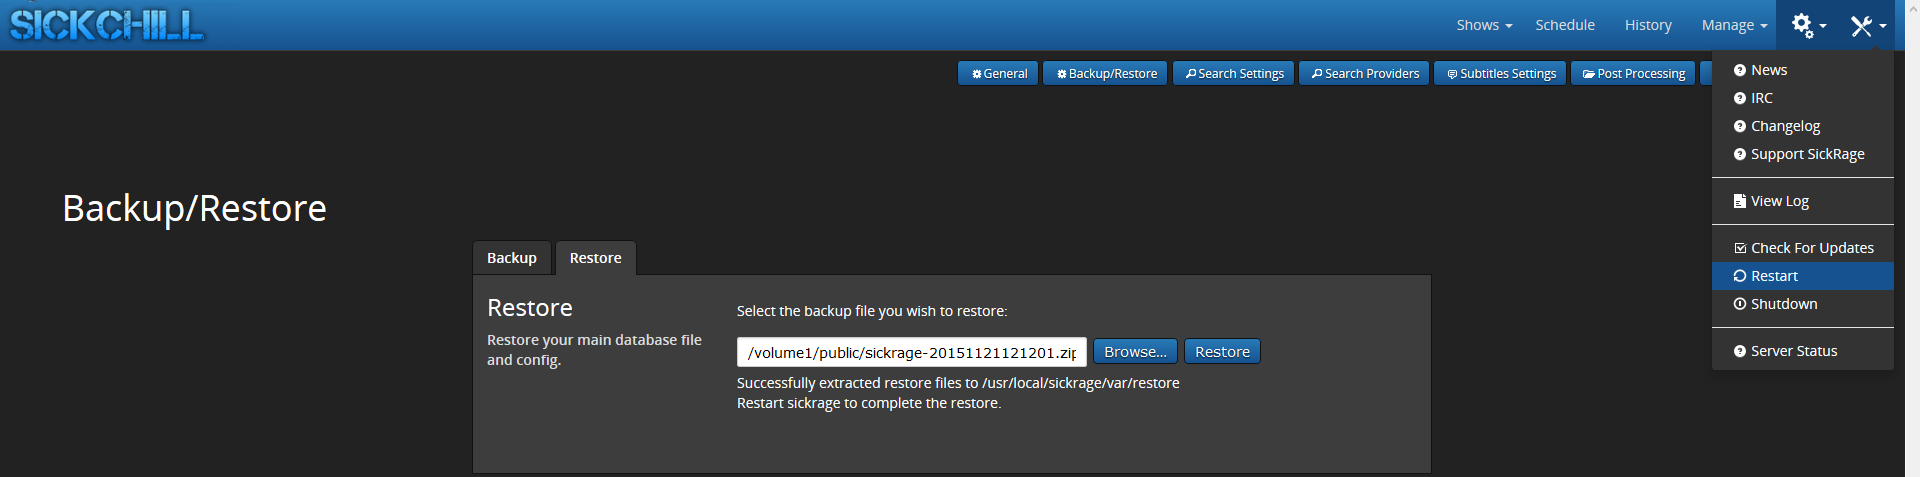 SICKCHILL
Shows
Schedule
History
Manage
General
Backup/Restore
Search Settings
Search Providers
Subtitles Settings
Post Processing
News
IRC
Changelog
Support SickRage
View Log
Check For Updates
Restart
Shutdown
Server Status
Backup/Restore
Backup
Restore
Restore
Restore your main database file
and config.
Select the backup file you wish to restore:
/volume1/public/sickrage-20151121121201.zip
Browse...
Restore
Successfully extracted restore files to /usr/local/sickrage/var/restore
Restart sickrage to complete the restore.